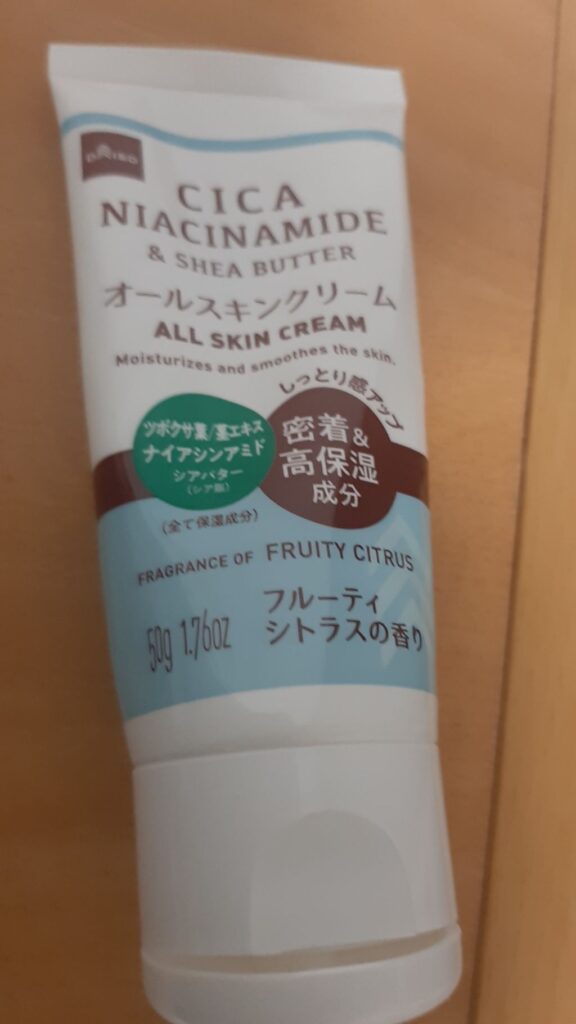 DAISO
CICA
NIACINAMIDE
& SHEA BUTTER
オールスキンクリーム
ALL SKIN CREAM
Moisturizes and smoothes the skin.
しっとり感アップ
ツボクサ葉/茎エキス
ナイアシンアミド
シアバター
(シア脂)
密着&
高保湿
成分
(全て保湿成分)
FRAGRANCE OF FRUITY CITRUS
フルーティ
シトラスの香り
50g 1.76oz